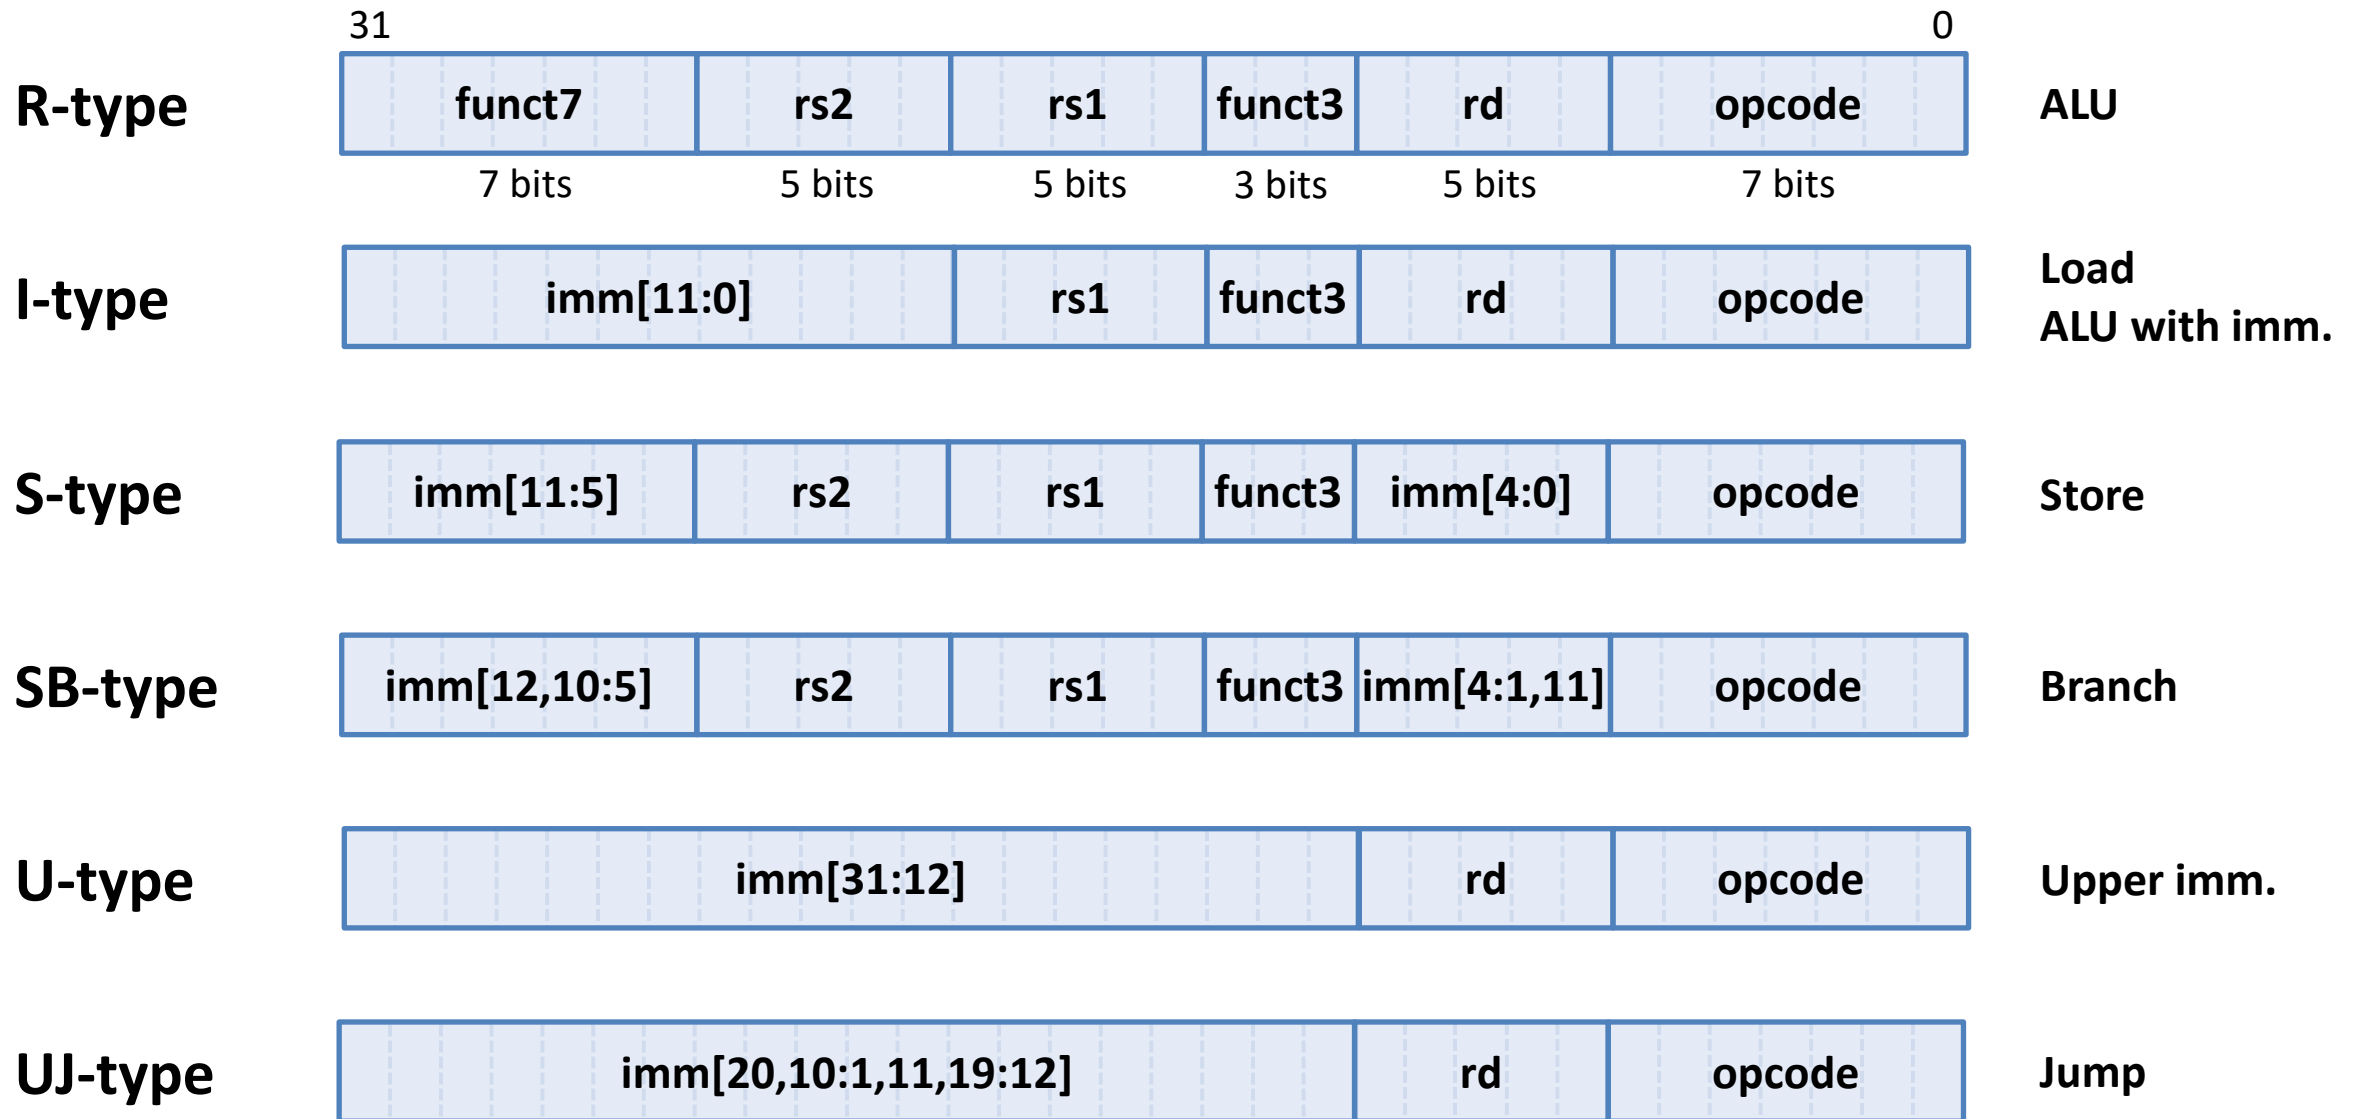 31 0
R-type funct7 rs2 rs1 funct3 rd opcode ALU
7 bits 5 bits 5 bits 3 bits 5 bits 7 bits
I-type imm[11:0] rs1 funct3 rd opcode Load
ALU with imm.
S-type imm[11:5] rs2 rs1 funct3 imm[4:0] opcode Store
SB-type imm[12,10:5] rs2 rs1 funct3 imm[4:1,11] opcode Branch
U-type imm[31:12] rd opcode Upper imm.
UJ-type imm[20,10:1,11,19:12] rd opcode Jump